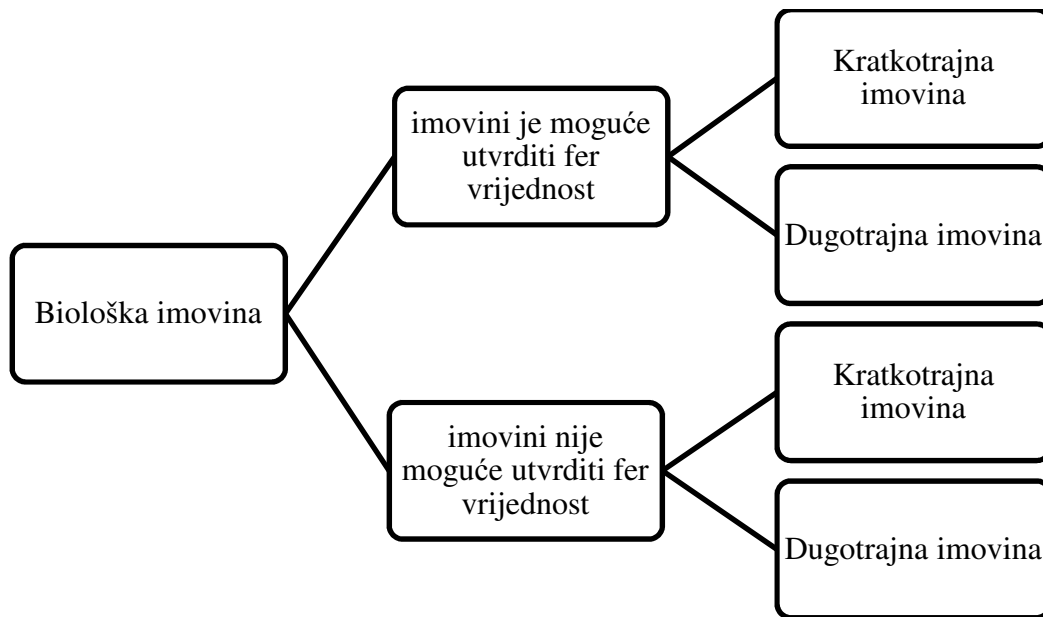 Biološka imovina
imovini je moguće
utvrditi fer
vrijednost
Kratkotrajna
imovina
Dugotrajna imovina
imovini nije
moguće utvrditi fer
vrijednost
Kratkotrajna
imovina
Dugotrajna imovina